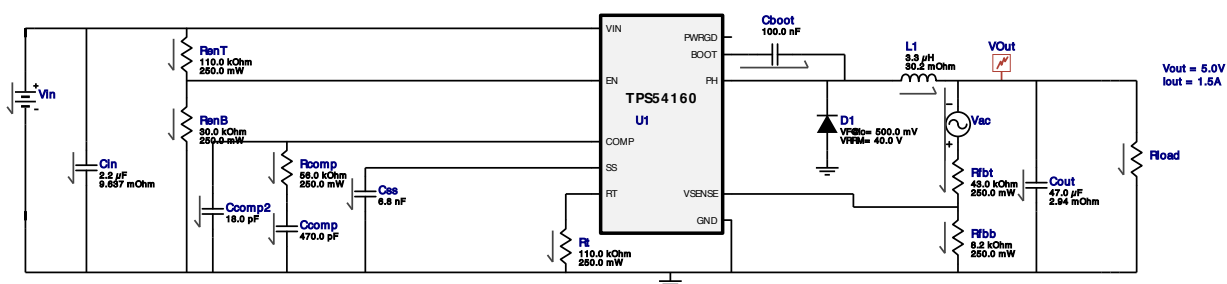 Vin
Cin
2.2 µF
9.637 mOhm
RenT
110.0 kOhm
250.0 mW
RenB
30.0 kOhm
250.0 mW
Ccomp2
18.0 pF
Rcomp
56.0 kOhm
250.0 mW
Ccomp
470.0 pF
Css
6.8 nF
Rt
110.0 kOhm
250.0 mW
VIN
EN
COMP
SS
RT
TPS54160
U1
PWRGD
BOOT
PH
VSENSE
GND
Cboot
100.0 nF
D1
= 500.0 mV
VRRM= 40.0 V
L1
3.3 µH
30.2 mOhm
Vac
+
-
Rfbt
43.0 kOhm
250.0 mW
Rfbb
8.2 kOhm
250.0 mW
VOut
Cout
47.0 µF
2.94 mOhm
Rload
Vout = 5.0V
Iout = 1.5A